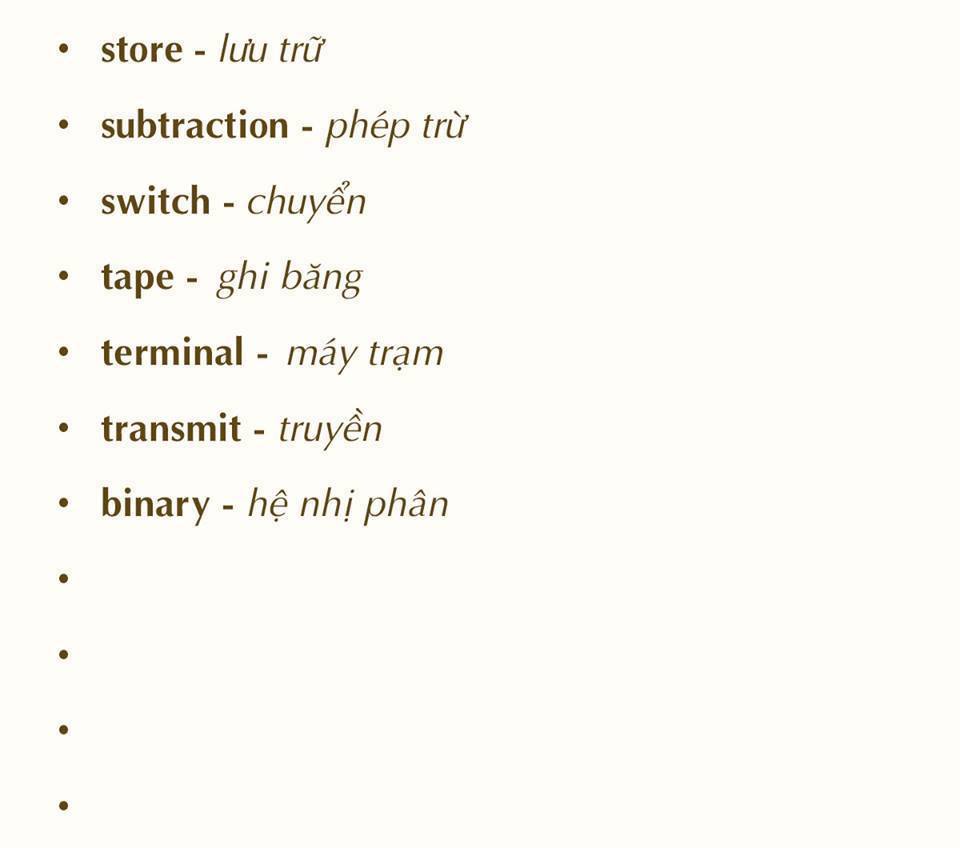 • store - lưu trữ
• subtraction - phép trừ
• switch - chuyển
• tape - ghi băng
• terminal - máy trạm
• transmit - truyền
• binary - hệ nhị phân
•
•
•
•